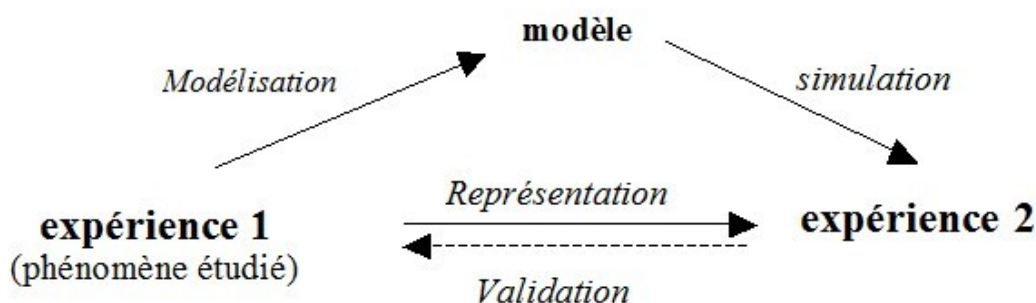 modèle
Modélisation
simulation
Représentation
expérience 1
(phénomène étudié)
expérience 2
Validation